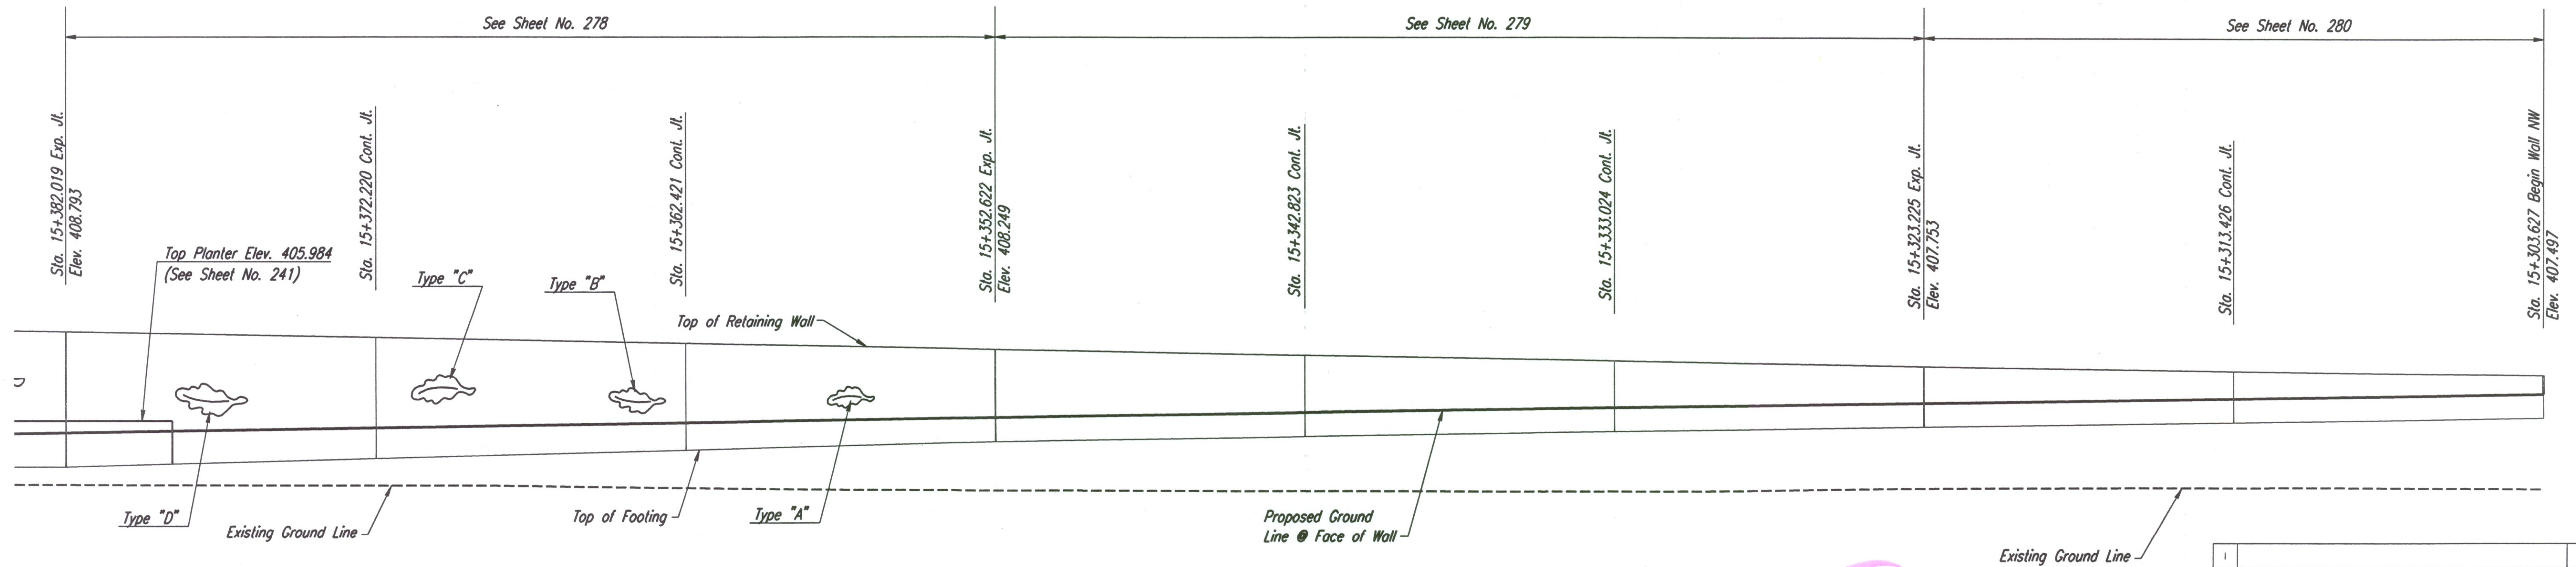 See Sheet No. 278
See Sheet No. 279
See Sheet No. 280
Sta. 15+382.019 Exp. Jt.
Elev. 408.793
Sta. 15+372.220 Cont. Jt.
Sta. 15+362.421 Cont. Jt.
Sta. 15+352.622 Exp. Jt.
Elev. 408.249
Sta. 15+342.823 Cont. Jt.
Sta. 15+333.024 Cont. Jt.
Sta. 15+323.225 Exp. Jt.
Elev. 407.753
Sta. 15+313.426 Cont. Jt.
Sta. 15+303.627 Begin Wall NW
Elev. 407.497
Top Planter Elev. 405.984
(See Sheet No. 241)
Type "C"
Type "B"
Top of Retaining Wall
Type "D"
Existing Ground Line
Top of Footing
Type "A"
Proposed Ground
Line @ Face of Wall
Existing Ground Line